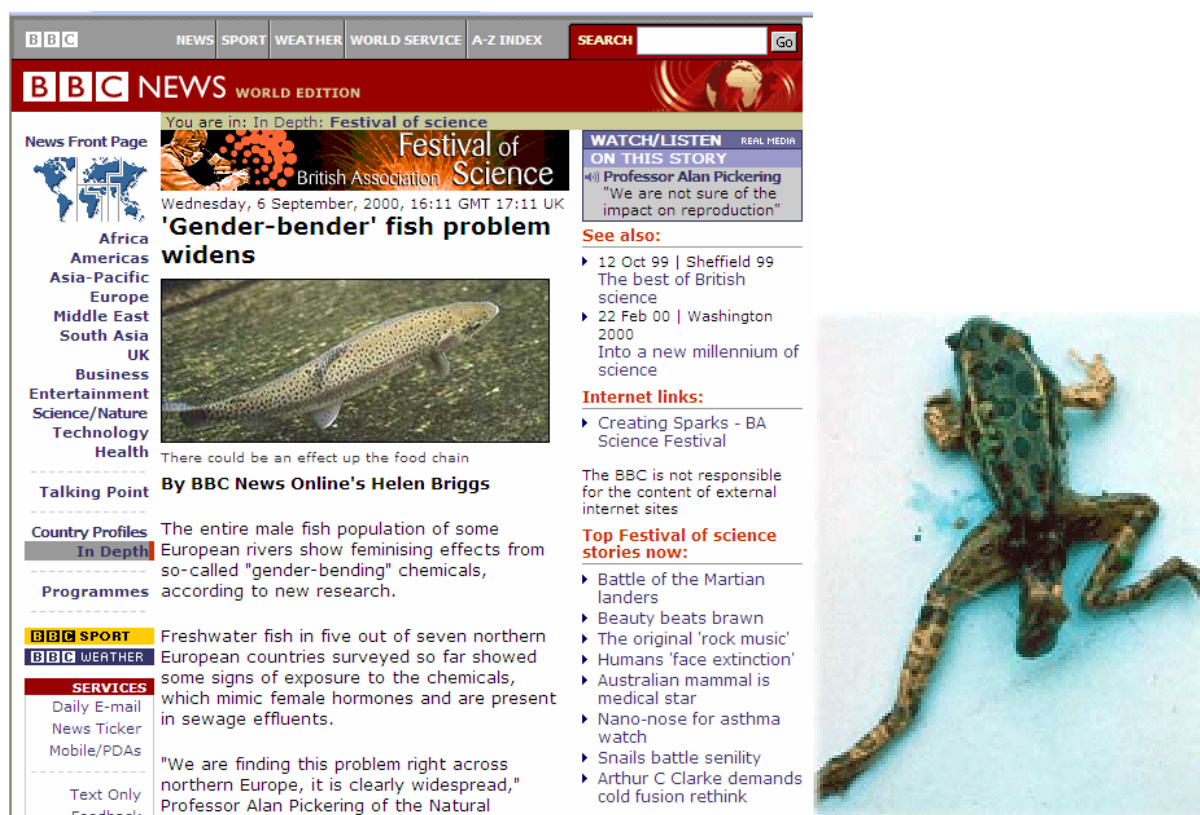 BBC
NEWS SPORT WEATHER WORLD SERVICE A-Z INDEX
SEARCH
Go
BBC NEWS WORLD EDITION
You are in: In Depth: Festival of science
News Front Page
Africa
Americas
Asia-Pacific
Europe
Middle East
South Asia
UK
Business
Entertainment
Science/Nature
Technology
Health
Talking Point
Country Profiles
In Depth
Programmes
BBC SPORT
BBC WEATHER
SERVICES
Daily E-mail
News Ticker
Mobile/PDAs
Text Only
Feedback
Festival of
British Association Science
Wednesday, 6 September, 2000, 16:11 GMT 17:11 UK
'Gender-bender' fish problem
widens
There could be an effect up the food chain
By BBC News Online's Helen Briggs
The entire male fish population of some
European rivers show feminising effects from
so-called "gender-bending" chemicals,
according to new research.
Freshwater fish in five out of seven northern
European countries surveyed so far showed
some signs of exposure to the chemicals,
which mimic female hormones and are present
in sewage effluents.
"We are finding this problem right across
northern Europe, it is clearly widespread,"
Professor Alan Pickering of the Natural
WATCH/LISTEN REAL MEDIA
ON THIS STORY
Professor Alan Pickering
"We are not sure of the
impact on reproduction"
See also:
12 Oct 99 | Sheffield 99
The best of British
science
22 Feb 00 | Washington
2000
Into a new millennium of
science
Internet links:
Creating Sparks - BA
Science Festival
The BBC is not responsible
for the content of external
internet sites
Top Festival of science
stories now:
Battle of the Martian
landers
Beauty beats brawn
The original 'rock music'
Humans 'face extinction'
Australian mammal is
medical star
Nano-nose for asthma
watch
Snails battle senility
Arthur C Clarke demands
cold fusion rethink